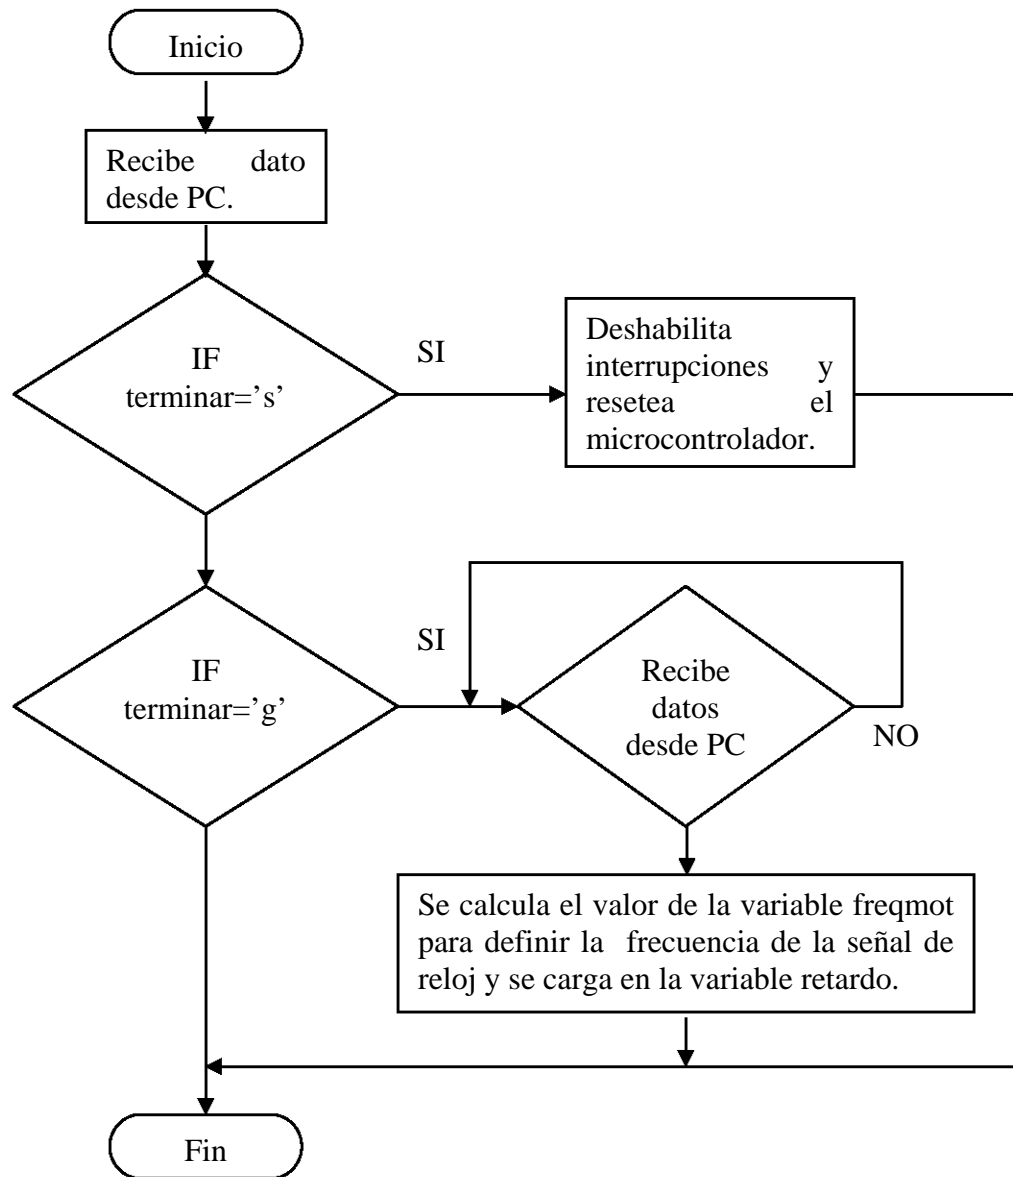 Inicio
Recibe dato
desde PC.
IF
terminar=’s’
SI
Deshabilita
interrupciones y
resetea el
microcontrolador.
IF
terminar=’g’
SI
Recibe
datos
desde PC
NO
Se calcula el valor de la variable freqmot
para definir la frecuencia de la señal de
reloj y se carga en la variable retardo.
Fin